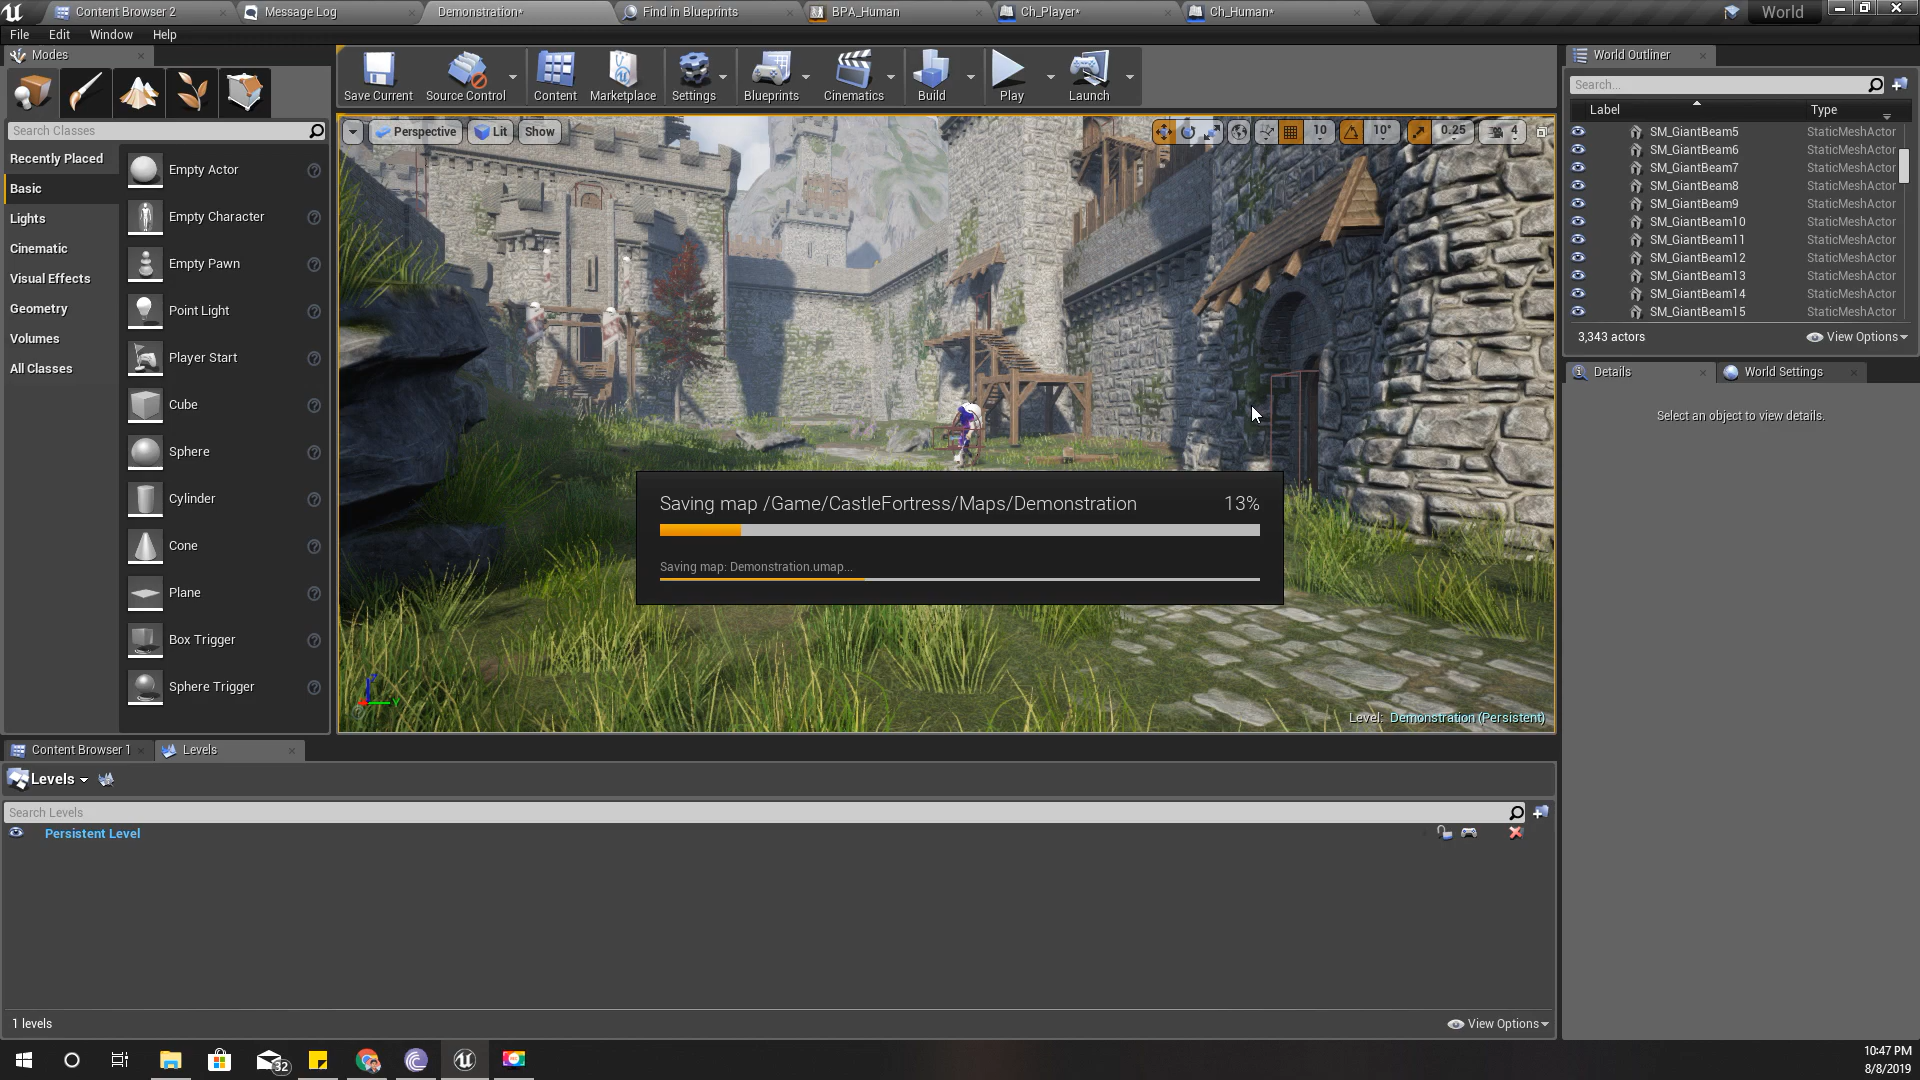 Content Browser 2
Message Log
Demonstration*
Find in Blueprints
BPA_Human
Ch_Player*
Ch_Human*
World
File Edit Window Help
Modes
Search Classes
Recently Placed
Basic
Lights
Cinematic
Visual Effects
Geometry
Volumes
All Classes
Empty Actor
Empty Character
Empty Pawn
Point Light
Player Start
Cube
Sphere
Cylinder
Cone
Plane
Box Trigger
Sphere Trigger
Save Current
Source Control
Content
Marketplace
Settings
Blueprints
Cinematics
Build
Play
Launch
Perspective
Lit
Show
10
10°
0.25
4
Saving map /Game/CastleFortress/Maps/Demonstration 13%
Saving map: Demonstration.umap...
Y
Level: Demonstration (Persistent)
World Outliner
Search...
Label Type
SM_GiantBeam5 StaticMeshActor
SM_GiantBeam6 StaticMeshActor
SM_GiantBeam7 StaticMeshActor
SM_GiantBeam8 StaticMeshActor
SM_GiantBeam9 StaticMeshActor
SM_GiantBeam10 StaticMeshActor
SM_GiantBeam11 StaticMeshActor
SM_GiantBeam12 StaticMeshActor
SM_GiantBeam13 StaticMeshActor
SM_GiantBeam14 StaticMeshActor
SM_GiantBeam15 StaticMeshActor
3,343 actors
View Options
Details
World Settings
Select an object to view details.
Content Browser 1
Levels
Levels
Search Levels
Persistent Level
1 levels
View Options
32
10:47 PM
8/8/2019